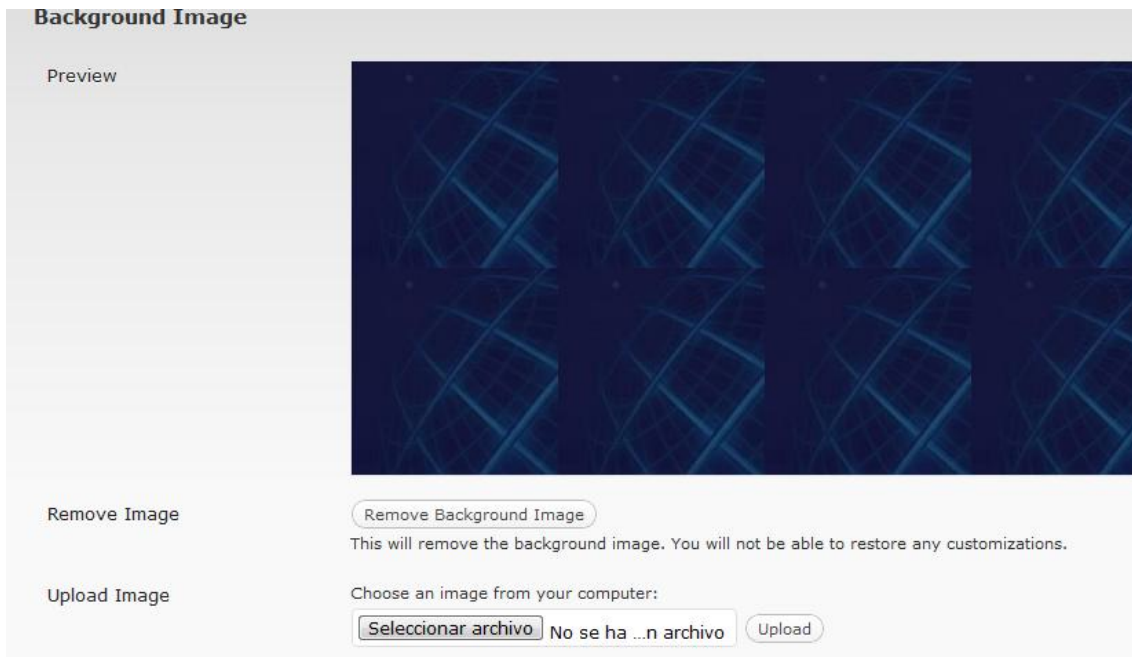 Background Image
Preview
Remove Image
Remove Background Image
This will remove the background image. You will not be able to restore any customizations.
Upload Image
Choose an image from your computer:
Seleccionar archivo No se ha ...n archivo Upload